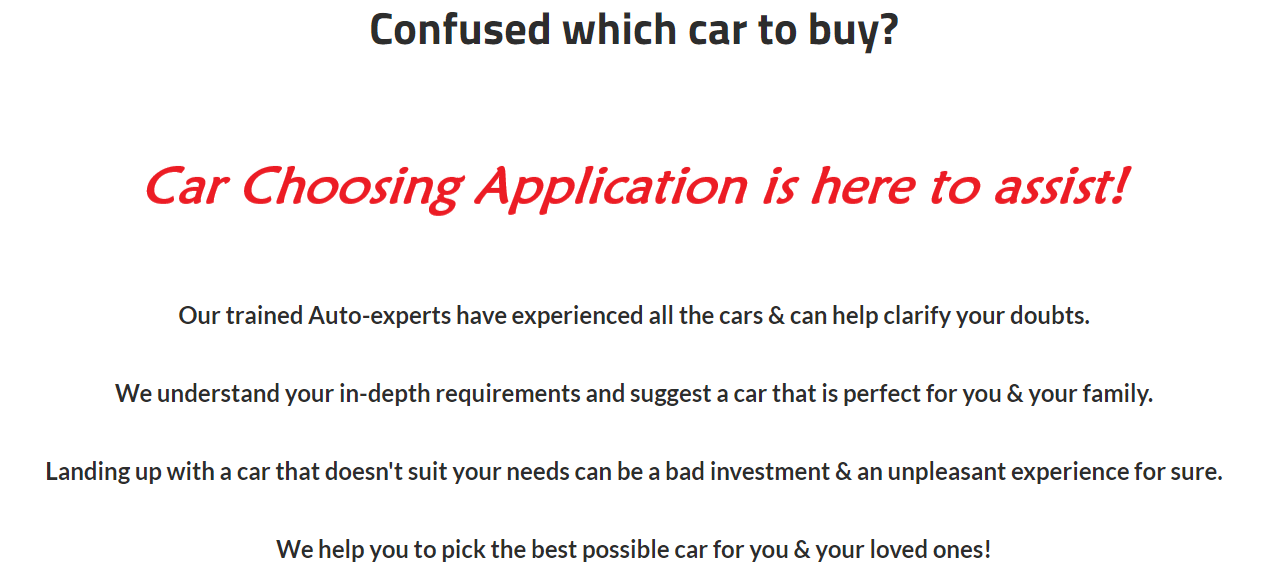 Confused which car to buy?
Car Choosing Application is here to assist!
Our trained Auto-experts have experienced all the cars & can help clarify your doubts.
We understand your in-depth requirements and suggest a car that is perfect for you & your family.
Landing up with a car that doesn't suit your needs can be a bad investment & an unpleasant experience for sure.
We help you to pick the best possible car for you & your loved ones!